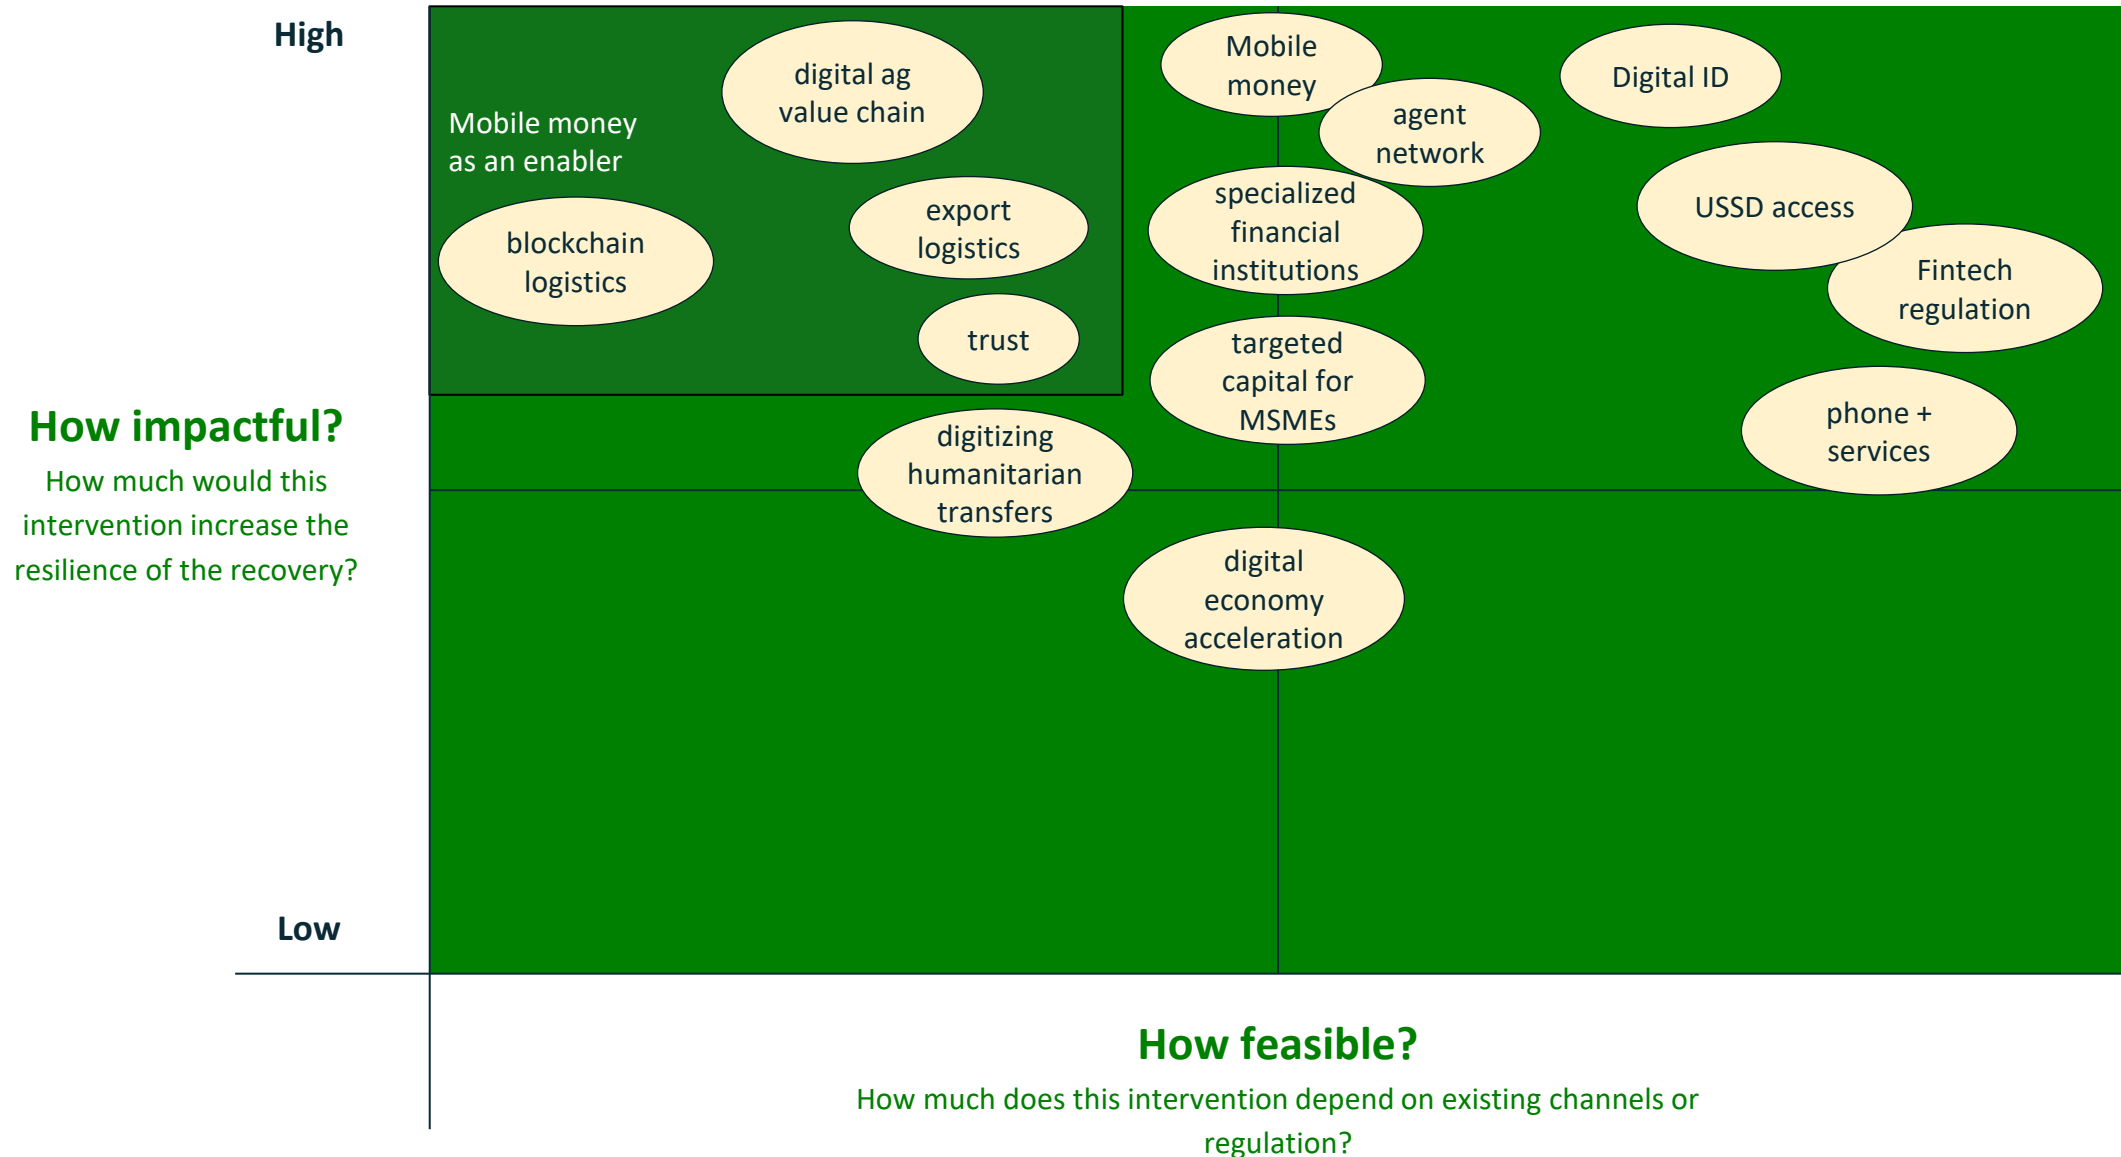 High
Mobile money
as an enabler
digital ag
value chain
blockchain
logistics
export
logistics
trust
Mobile
money
agent
network
Digital ID
specialized
financial
institutions
USSD access
Fintech
regulation
targeted
capital for
MSMEs
phone +
services
digitizing
humanitarian
transfers
digital
economy
acceleration
How impactful?
How much would this
intervention increase the
resilience of the recovery?
Low
How feasible?
How much does this intervention depend on existing channels or
regulation?